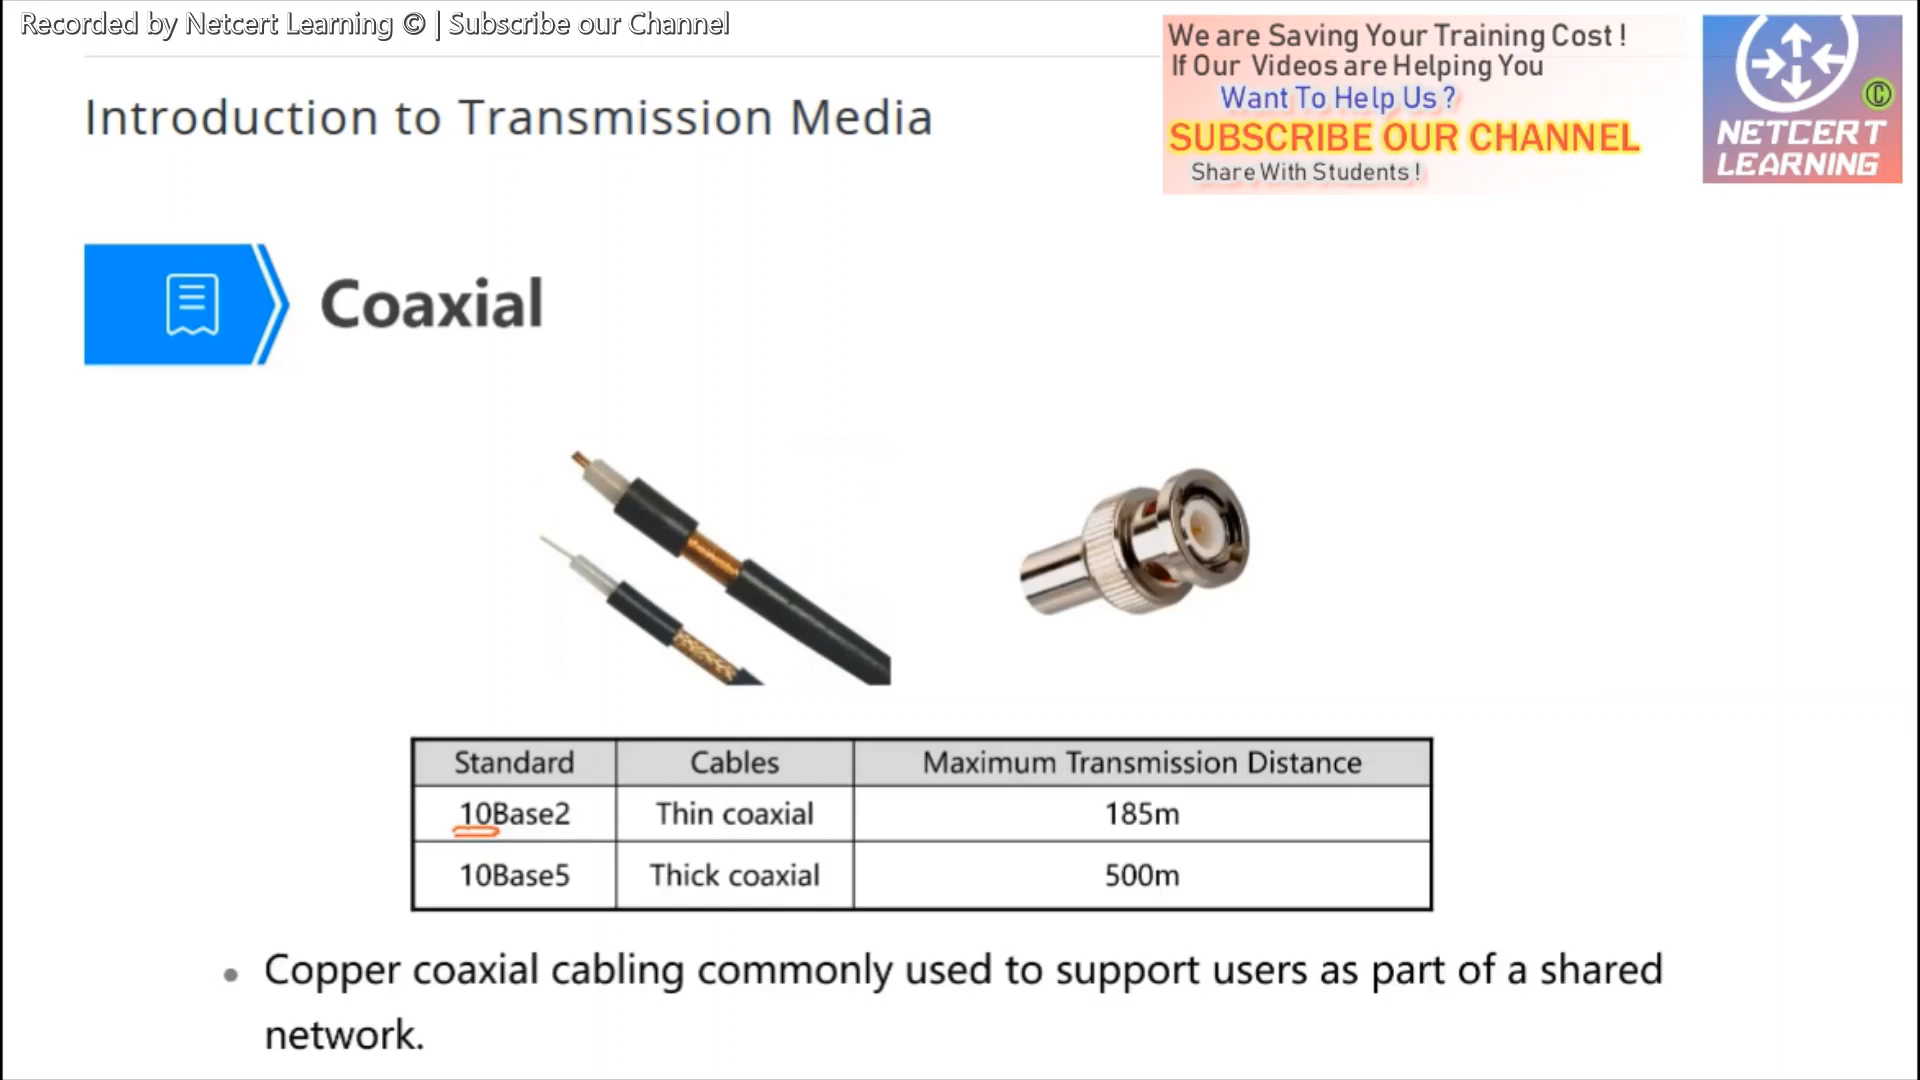 Recorded by Netcert Learning © | Subscribe our Channel
We are Saving Your Training Cost !
If Our Videos are Helping You
Want To Help Us ?
SUBSCRIBE OUR CHANNEL
Share With Students !
©
NETCERT
LEARNING
Introduction to Transmission Media
Coaxial
Standard Cables Maximum Transmission Distance
10Base2 Thin coaxial 185m
10Base5 Thick coaxial 500m
• Copper coaxial cabling commonly used to support users as part of a shared
network.